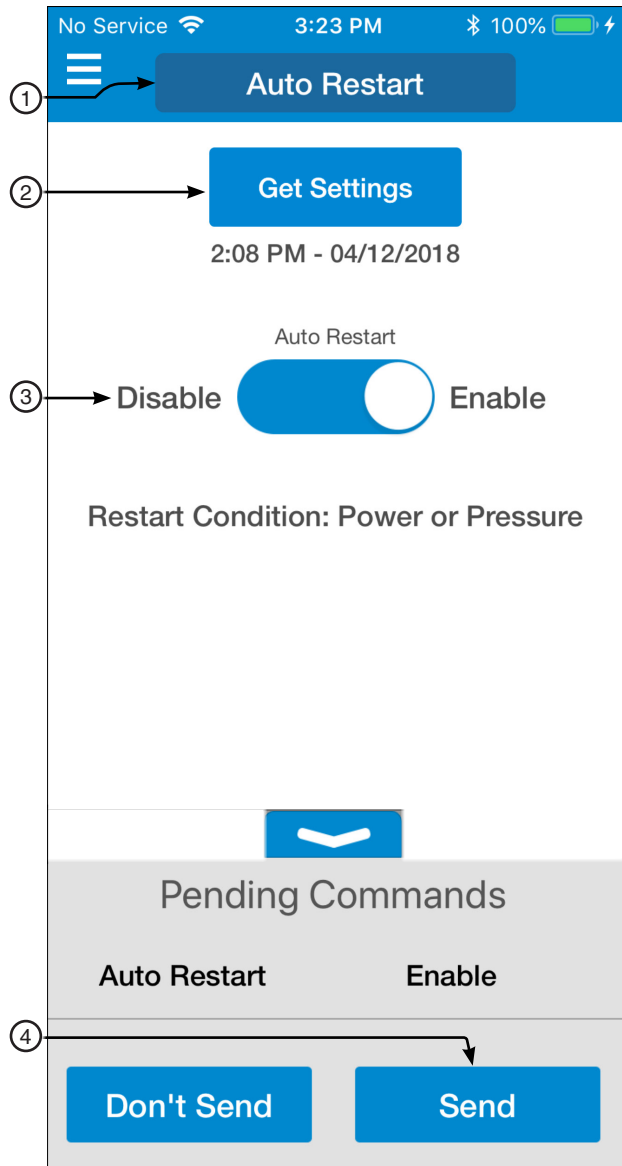 No Service 3:23 PM 100%
1 Auto Restart
2 Get Settings
2:08 PM - 04/12/2018
Auto Restart
3 Disable Enable
Restart Condition: Power or Pressure
Pending Commands
Auto Restart Enable
4
Don't Send Send